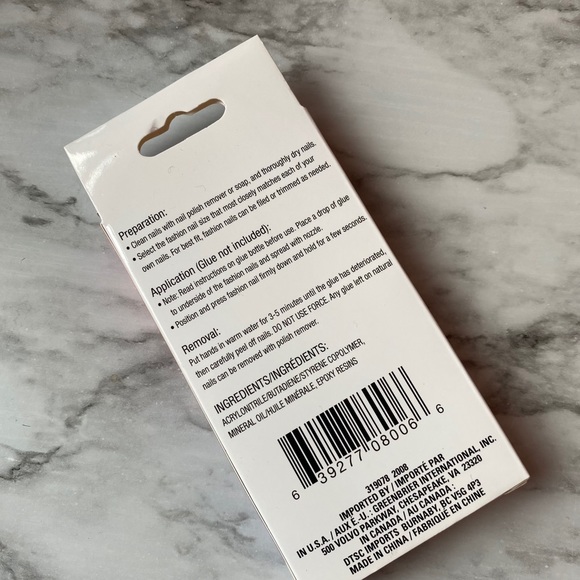 Preparation:
• Clean nails with nail polish remover or soap, and thoroughly dry nails.
• Select the fashion nail size that most closely matches each of your
own nails. For best fit, fashion nails can be filed or trimmed as needed.
Application (Glue not included):
• Note: Read instructions on glue bottle before use. Place a drop of glue
to underside of the fashion nails and spread with nozzle.
• Position and press fashion nail firmly down and hold for a few seconds.
Removal:
Put hands in warm water for 3-5 minutes until the glue has deteriorated,
then carefully peel off nails. DO NOT USE FORCE. Any glue left on natural
nails can be removed with polish remover.
INGREDIENTS/INGRÉDIENTS:
ACRYLONITRILE/BUTADIENE/STYRENE COPOLYMER,
MINERAL OIL/HUILE MINÉRALE, EPOXY RESINS
6 39277 08006 6
319078 2008
IMPORTED BY / IMPORTÉ PAR
IN U.S.A. / AUX É.-U.: GREENBRIER INTERNATIONAL, INC.
500 VOLVO PARKWAY, CHESAPEAKE, VA 23320
IN CANADA / AU CANADA :
DTSC IMPORTS BURNABY, BC V5G 4P3
MADE IN CHINA / FABRIQUÉ EN CHINE